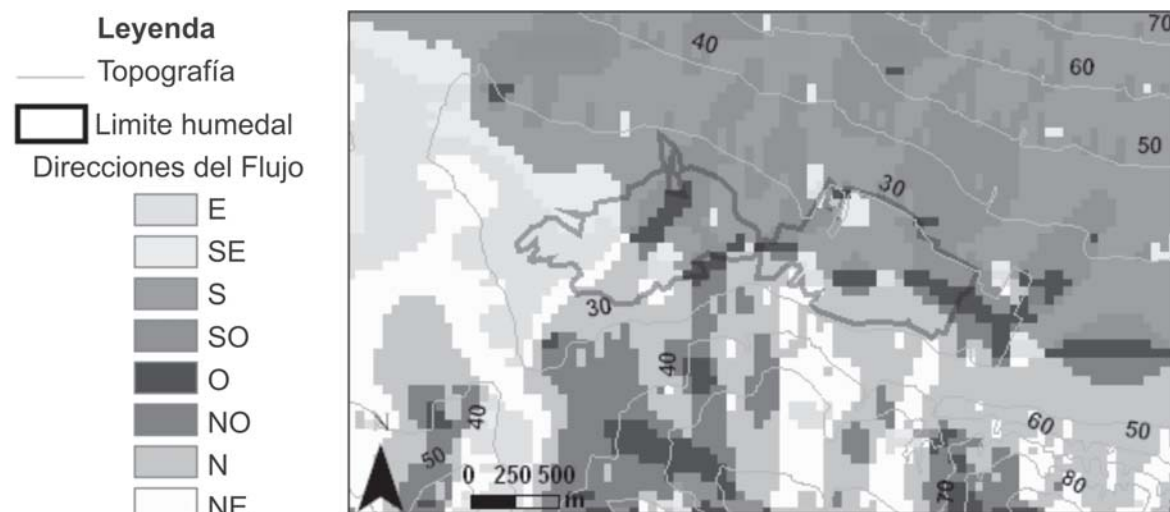 Leyenda
Topografía
Limite humedal
Direcciones del Flujo
E
SE
S
SO
O
NO
N
NE
40
70
60
50
30
30
40
40
50
60
50
80
70
N
0 250 500
m